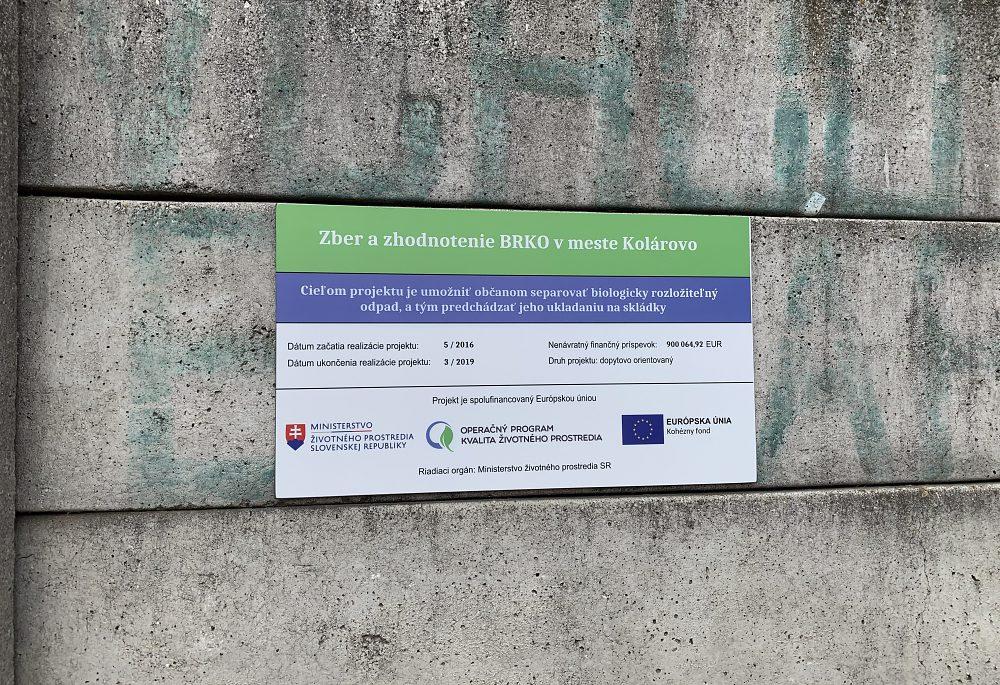 Zber a zhodnotenie BRKO v meste Kolárovo
Cieľom projektu je umožniť občanom separovať biologicky rozložiteľný
odpad, a tým predchádzať jeho ukladaniu na skládky
Dátum začatia realizácie projektu: 5 / 2016
Dátum ukončenia realizácie projektu: 3 / 2019
Nenávratný finančný príspevok: 900 064,92 EUR
Druh projektu: dopytovo orientovaný
Projekt je spolufinancovaný Európskou úniou
MINISTERSTVO
ŽIVOTNÉHO PROSTREDIA
SLOVENSKEJ REPUBLIKY
OPERAČNÝ PROGRAM
KVALITA ŽIVOTNÉHO PROSTREDIA
EURÓPSKA ÚNIA
Kohézny fond
Riadiaci orgán: Ministerstvo životného prostredia SR